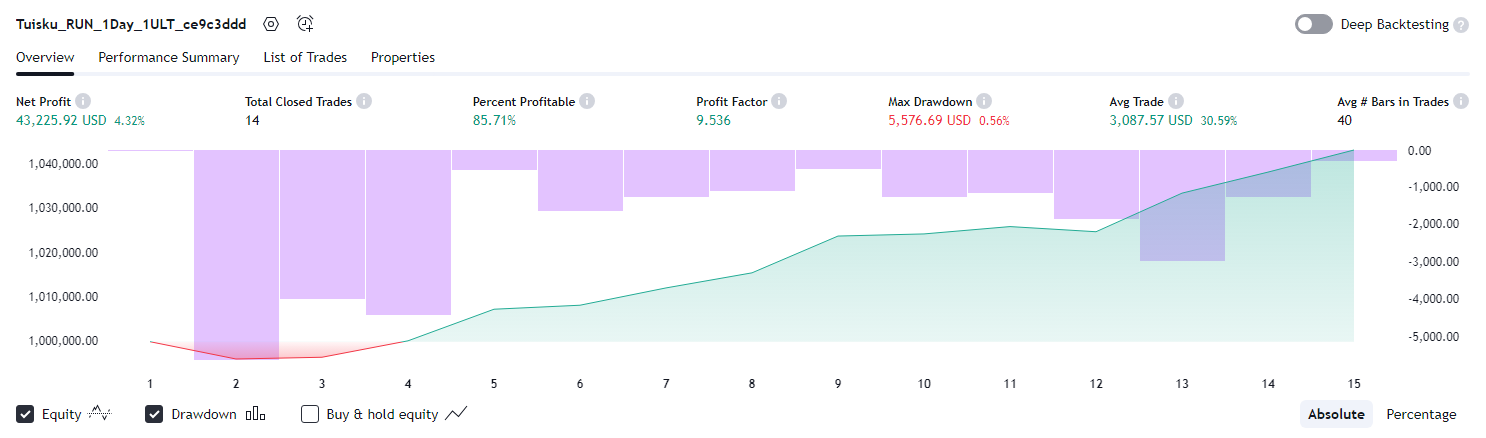 Tuisku_RUN_1Day_1ULT_ce9c3ddd Deep Backtesting ?
Overview Performance Summary List of Trades Properties
Net Profit Total Closed Trades Percent Profitable Profit Factor Max Drawdown Avg Trade Avg # Bars in Trades
43,225.92 USD 4.32% 14 85.71% 9.536 5,576.69 USD 0.56% 3,087.57 USD 30.59% 40
1,040,000.00 0.00
1,030,000.00 -1,000.00
1,020,000.00 -2,000.00
1,010,000.00 -3,000.00
1,000,000.00 -4,000.00
-5,000.00
1 2 3 4 5 6 7 8 9 10 11 12 13 14 15
Equity Drawdown Buy & hold equity Absolute Percentage